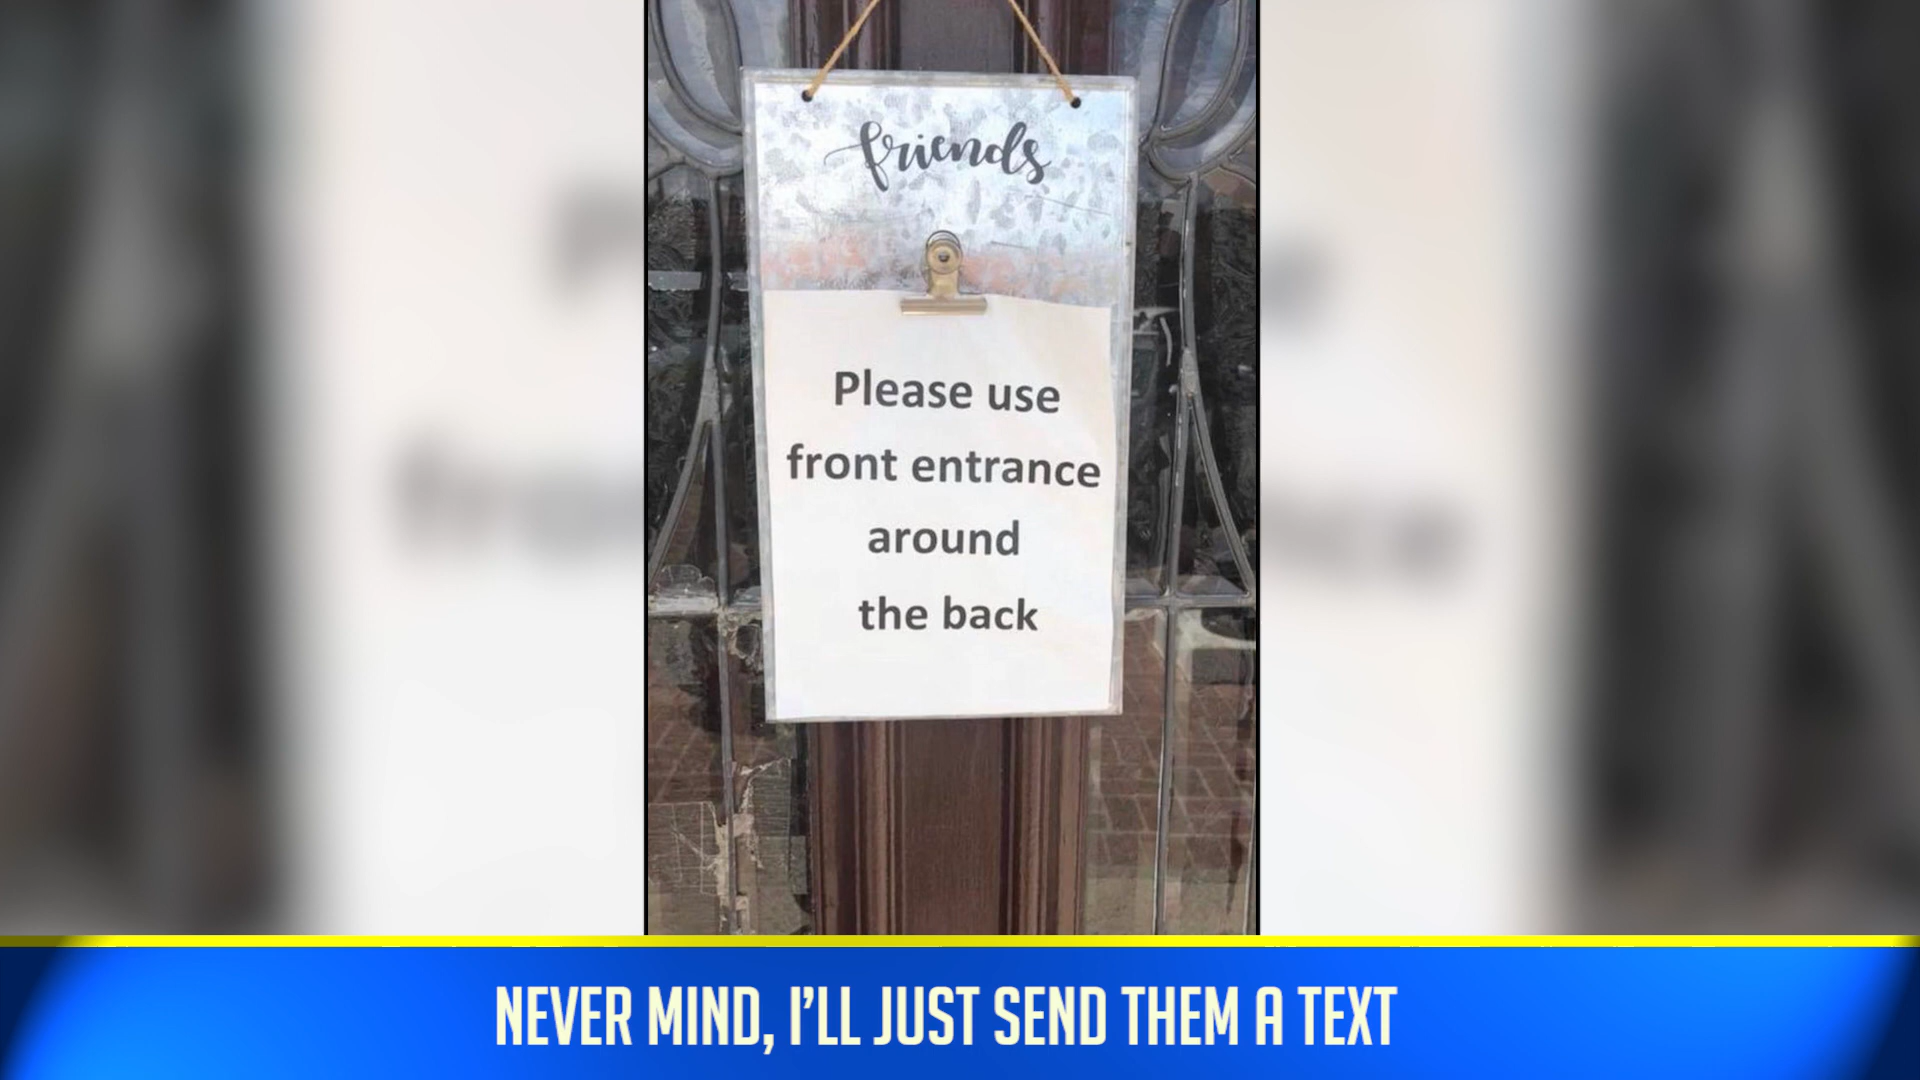 friends
Please use
front entrance
around
the back
NEVER MIND, I'LL JUST SEND THEM A TEXT